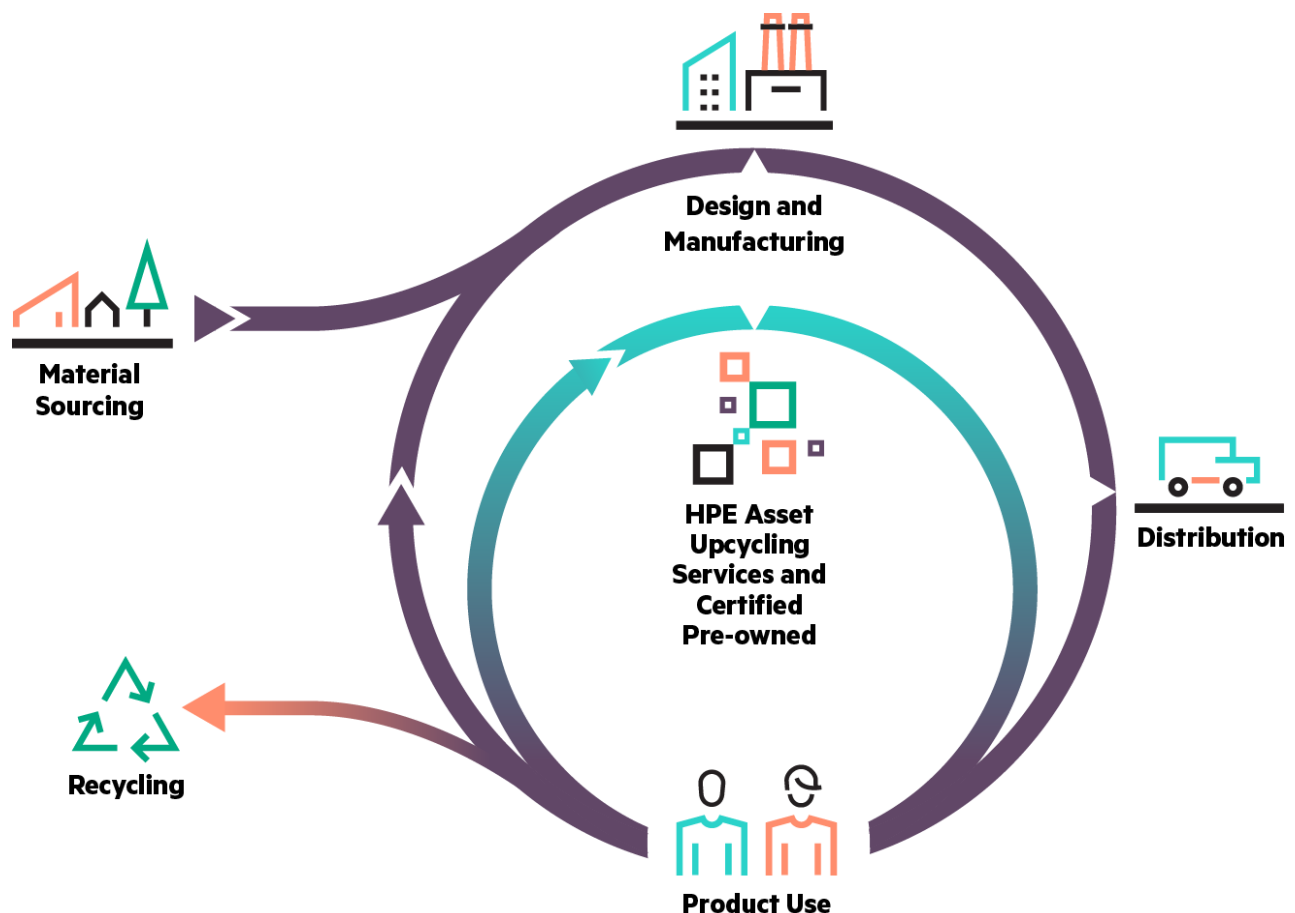 Design and
Manufacturing
Material
Sourcing
HPE Asset
Upcycling
Services and
Certified
Pre-owned
Distribution
Recycling
Product Use